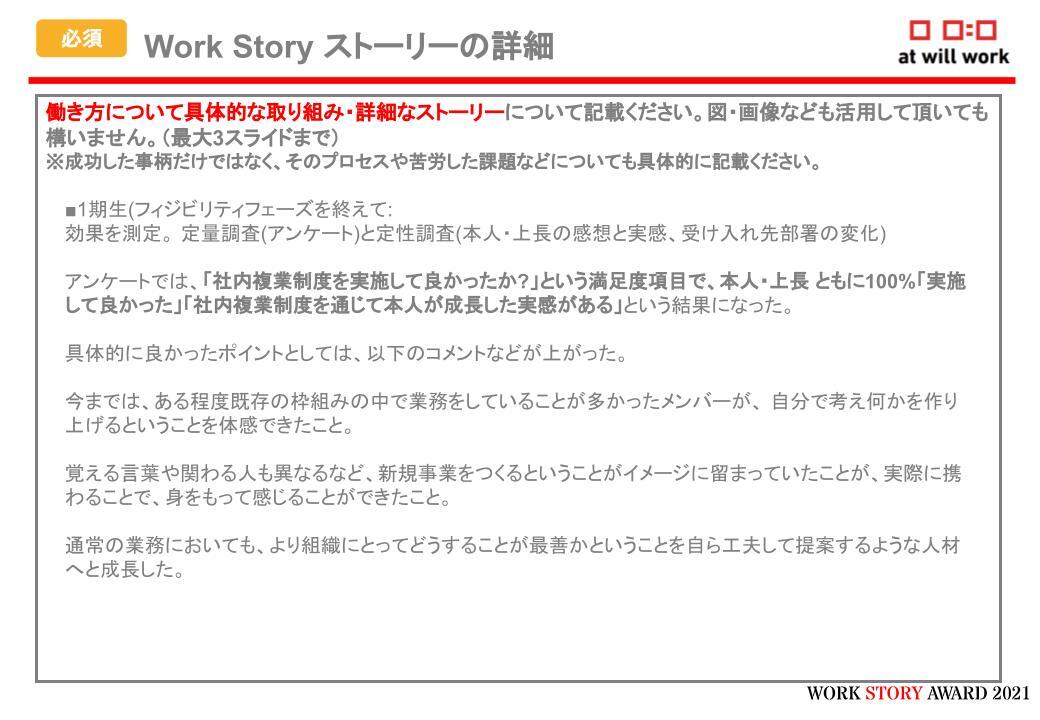 必須
Work Story ストーリーの詳細
at will work
働き方について具体的な取り組み・詳細なストーリーについて記載ください。図・画像なども活用して頂いても
構いません。（最大3スライドまで）
※成功した事柄だけではなく、そのプロセスや苦労した課題などについても具体的に記載ください。
■1期生(フィジビリティフェーズを終えて:
効果を測定。定量調査(アンケート)と定性調査(本人・上長の感想と実感、受け入れ先部署の変化)
アンケートでは、「社内複業制度を実施して良かったか?」という満足度項目で、本人・上長 ともに100%「実施
して良かった」「社内複業制度を通じて本人が成長した実感がある」という結果になった。
具体的に良かったポイントとしては、以下のコメントなどが上がった。
今までは、ある程度既存の枠組みの中で業務をしていることが多かったメンバーが、自分で考え何かを作り
上げるということを体感できたこと。
覚える言葉や関わる人も異なるなど、新規事業をつくるということがイメージに留まっていたことが、実際に携
わることで、身をもって感じることができたこと。
通常の業務においても、より組織にとってどうすることが最善かということを自ら工夫して提案するような人材
へと成長した。
WORK STORY AWARD 2021